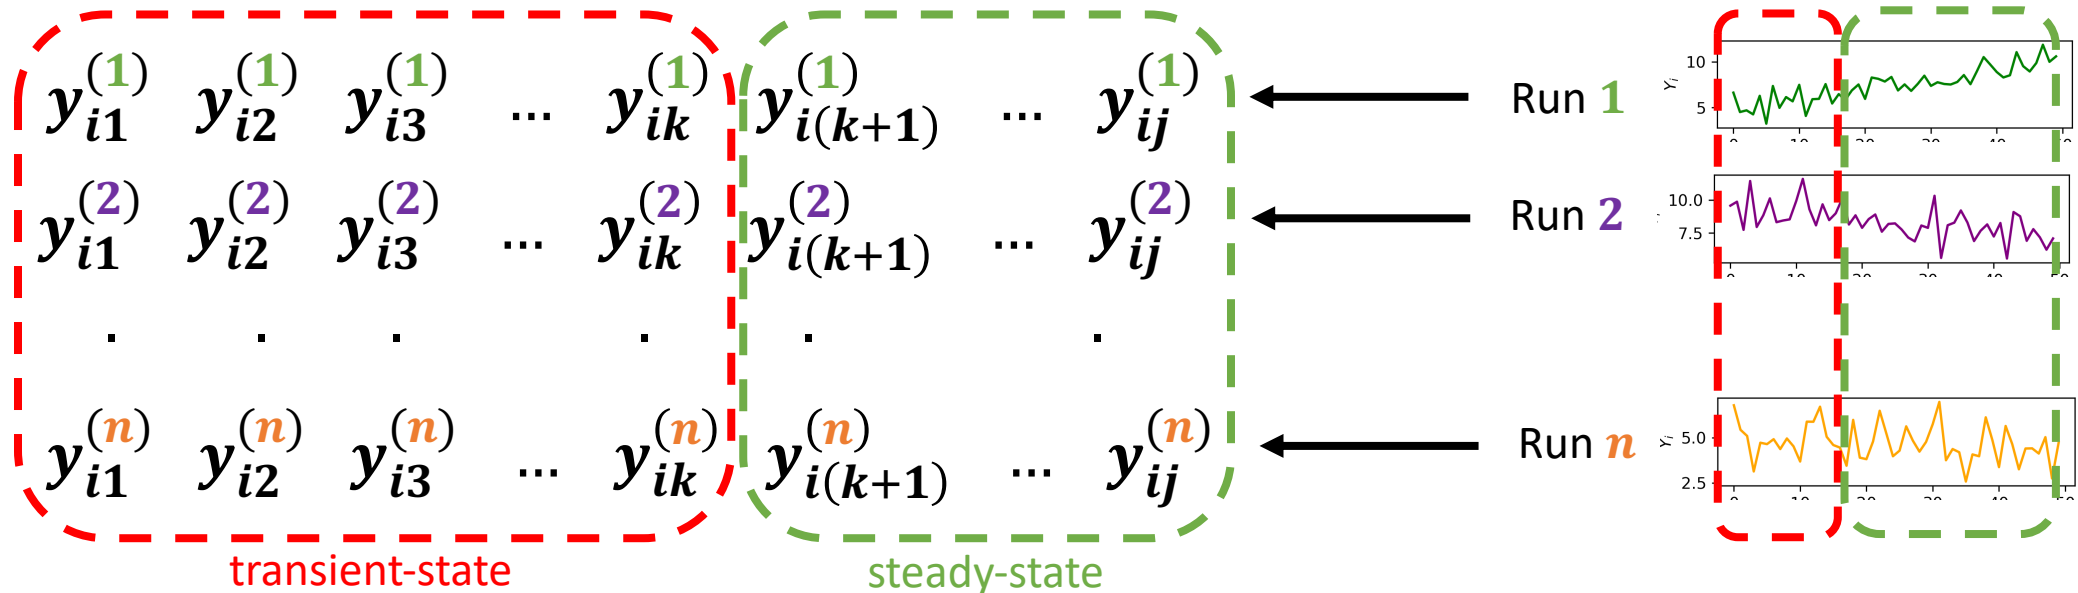 y_{i1}^{(1)} y_{i2}^{(1)} y_{i3}^{(1)} ... y_{ik}^{(1)} y_{i(k+1)}^{(1)} ... y_{ij}^{(1)} Run 1
y_{i1}^{(2)} y_{i2}^{(2)} y_{i3}^{(2)} ... y_{ik}^{(2)} y_{i(k+1)}^{(2)} ... y_{ij}^{(2)} Run 2
. . . . . .
y_{i1}^{(n)} y_{i2}^{(n)} y_{i3}^{(n)} ... y_{ik}^{(n)} y_{i(k+1)}^{(n)} ... y_{ij}^{(n)} Run n
transient-state steady-state
10
Y_i
5
10.0
7.5
Y_i
5.0
2.5